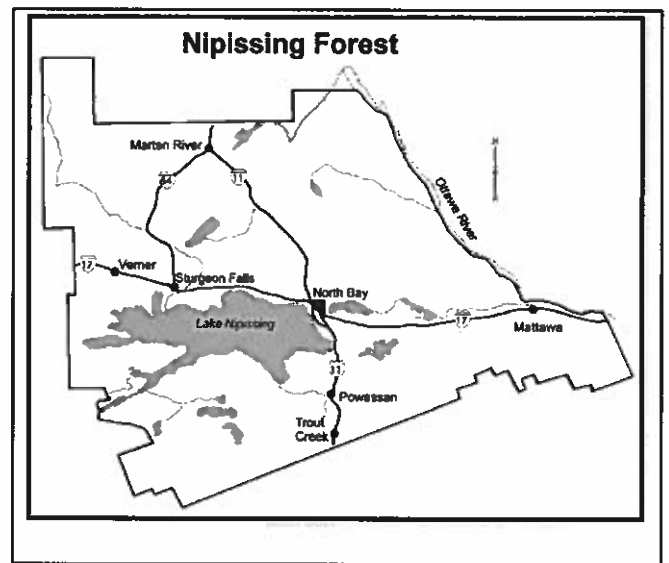 Nipissing Forest
Marten River
64
11
Ottawa River
17
Verner
Sturgeon Falls
North Bay
Lake Nipissing
17
Mattawa
11
Powassan
Trout
Creek